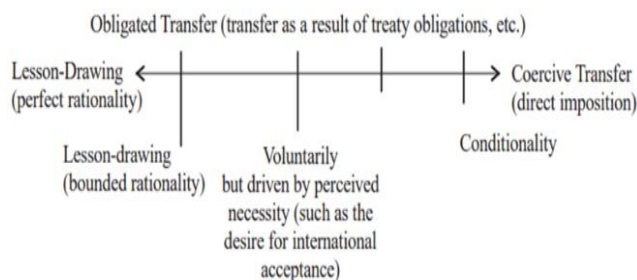 Obligated Transfer (transfer as a result of treaty obligations, etc.)
Lesson-Drawing
(perfect rationality)
Coercive Transfer
(direct imposition)
Lesson-drawing
(bounded rationality)
Voluntarily
but driven by perceived
necessity (such as the
desire for international
acceptance)
Conditionality